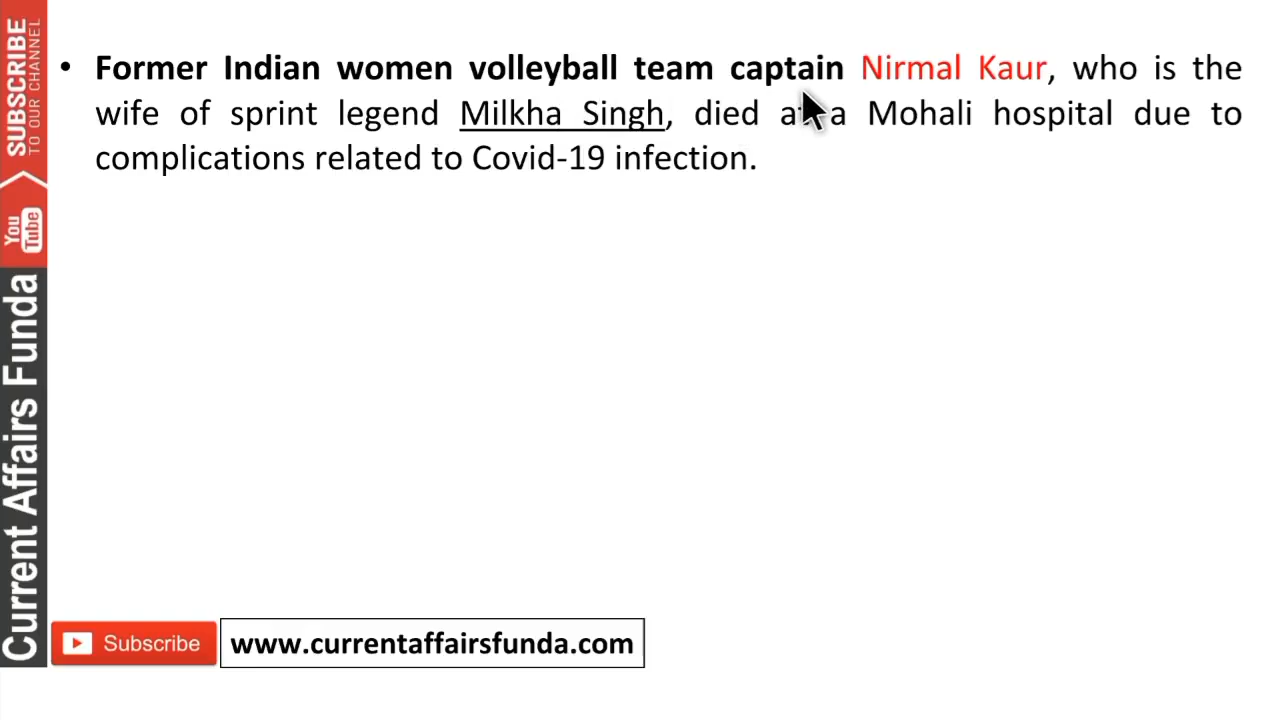 • Former Indian women volleyball team captain Nirmal Kaur, who is the
wife of sprint legend Milkha Singh, died at a Mohali hospital due to
complications related to Covid-19 infection.
SUBSCRIBE
TO OUR CHANNEL
You
Tube
Current Affairs Funda
Subscribe
www.currentaffairsfunda.com